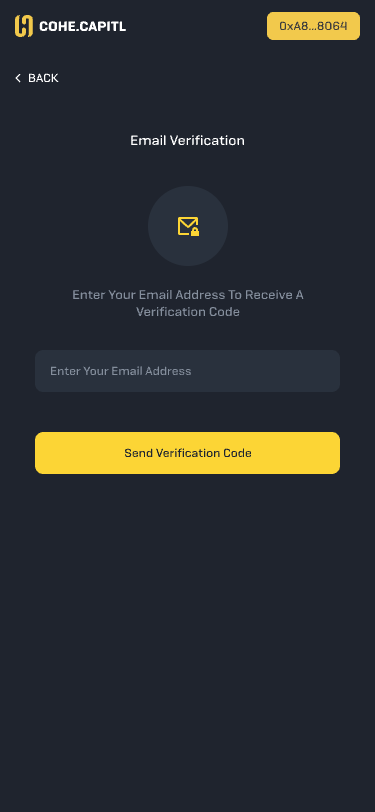 COHE.CAPITL
0xA8...8064
BACK
Email Verification
Enter Your Email Address To Receive A
Verification Code
Enter Your Email Address
Send Verification Code